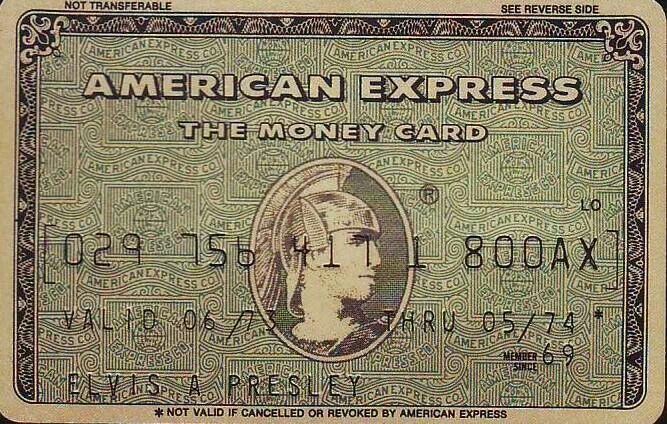 NOT TRANSFERABLE SEE REVERSE SIDE
AMERICAN EXPRESS
THE MONEY CARD
®
LO
[029 756 1 800AX]
VALID 06/73 THRU 05/74 *
MEMBER SINCE 69
ELVIS A PRESLEY
* NOT VALID IF CANCELLED OR REVOKED BY AMERICAN EXPRESS